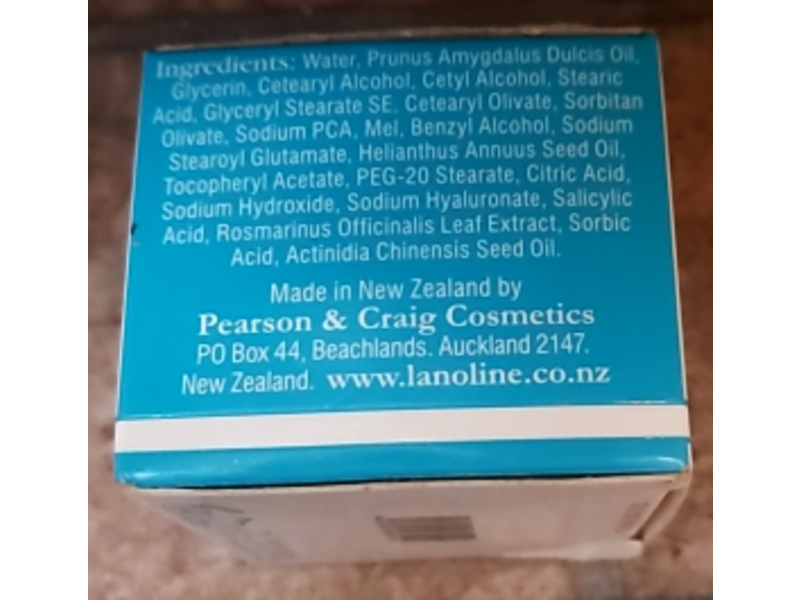 Ingredients: Water, Prunus Amygdalus Dulcis Oil,
Glycerin, Cetearyl Alcohol, Cetyl Alcohol, Stearic
Acid, Glyceryl Stearate SE. Cetearyl Olivate, Sorbitan
Olivate, Sodium PCA, Mel, Benzyl Alcohol, Sodium
Stearoyl Glutamate, Helianthus Annuus Seed Oil,
Tocopheryl Acetate, PEG-20 Stearate, Citric Acid,
Sodium Hydroxide, Sodium Hyaluronate, Salicylic
Acid, Rosmarinus Officinalis Leaf Extract, Sorbic
Acid, Actinidia Chinensis Seed Oil.
Made in New Zealand by
Pearson & Craig Cosmetics
PO Box 44, Beachlands. Auckland 2147.
New Zealand. www.lanoline.co.nz